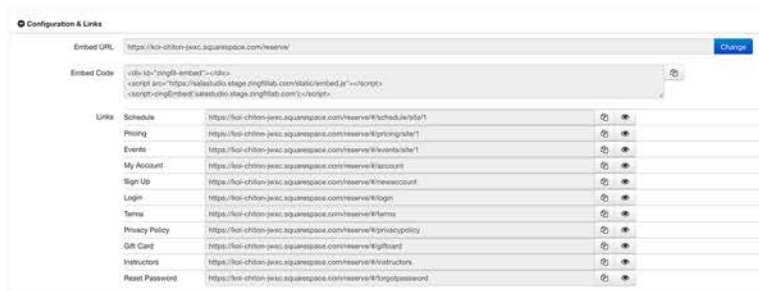 Configuration & Links
Embed URL https://koi-chiton-jwxc.squarespace.com/reserve/ Change
Embed Code <div id="zingfit-embed"></div>
<script src="https://salastudio.stage.zingfitlab.com/static/embed.js"></script>
<script>zingEmbed('salastudio.stage.zingfitlab.com');</script>
Links Schedule https://koi-chiton-jwxc.squarespace.com/reserve/#/schedule/site/1
Pricing https://koi-chiton-jwxc.squarespace.com/reserve/#/pricing/site/1
Events https://koi-chiton-jwxc.squarespace.com/reserve/#/events/site/1
My Account https://koi-chiton-jwxc.squarespace.com/reserve/#/account
Sign Up https://koi-chiton-jwxc.squarespace.com/reserve/#/newaccount
Login https://koi-chiton-jwxc.squarespace.com/reserve/#/login
Terms https://koi-chiton-jwxc.squarespace.com/reserve/#/terms
Privacy Policy https://koi-chiton-jwxc.squarespace.com/reserve/#/privacypolicy
Gift Card https://koi-chiton-jwxc.squarespace.com/reserve/#/giftcard
Instructors https://koi-chiton-jwxc.squarespace.com/reserve/#/instructors
Reset Password https://koi-chiton-jwxc.squarespace.com/reserve/#/forgotpassword